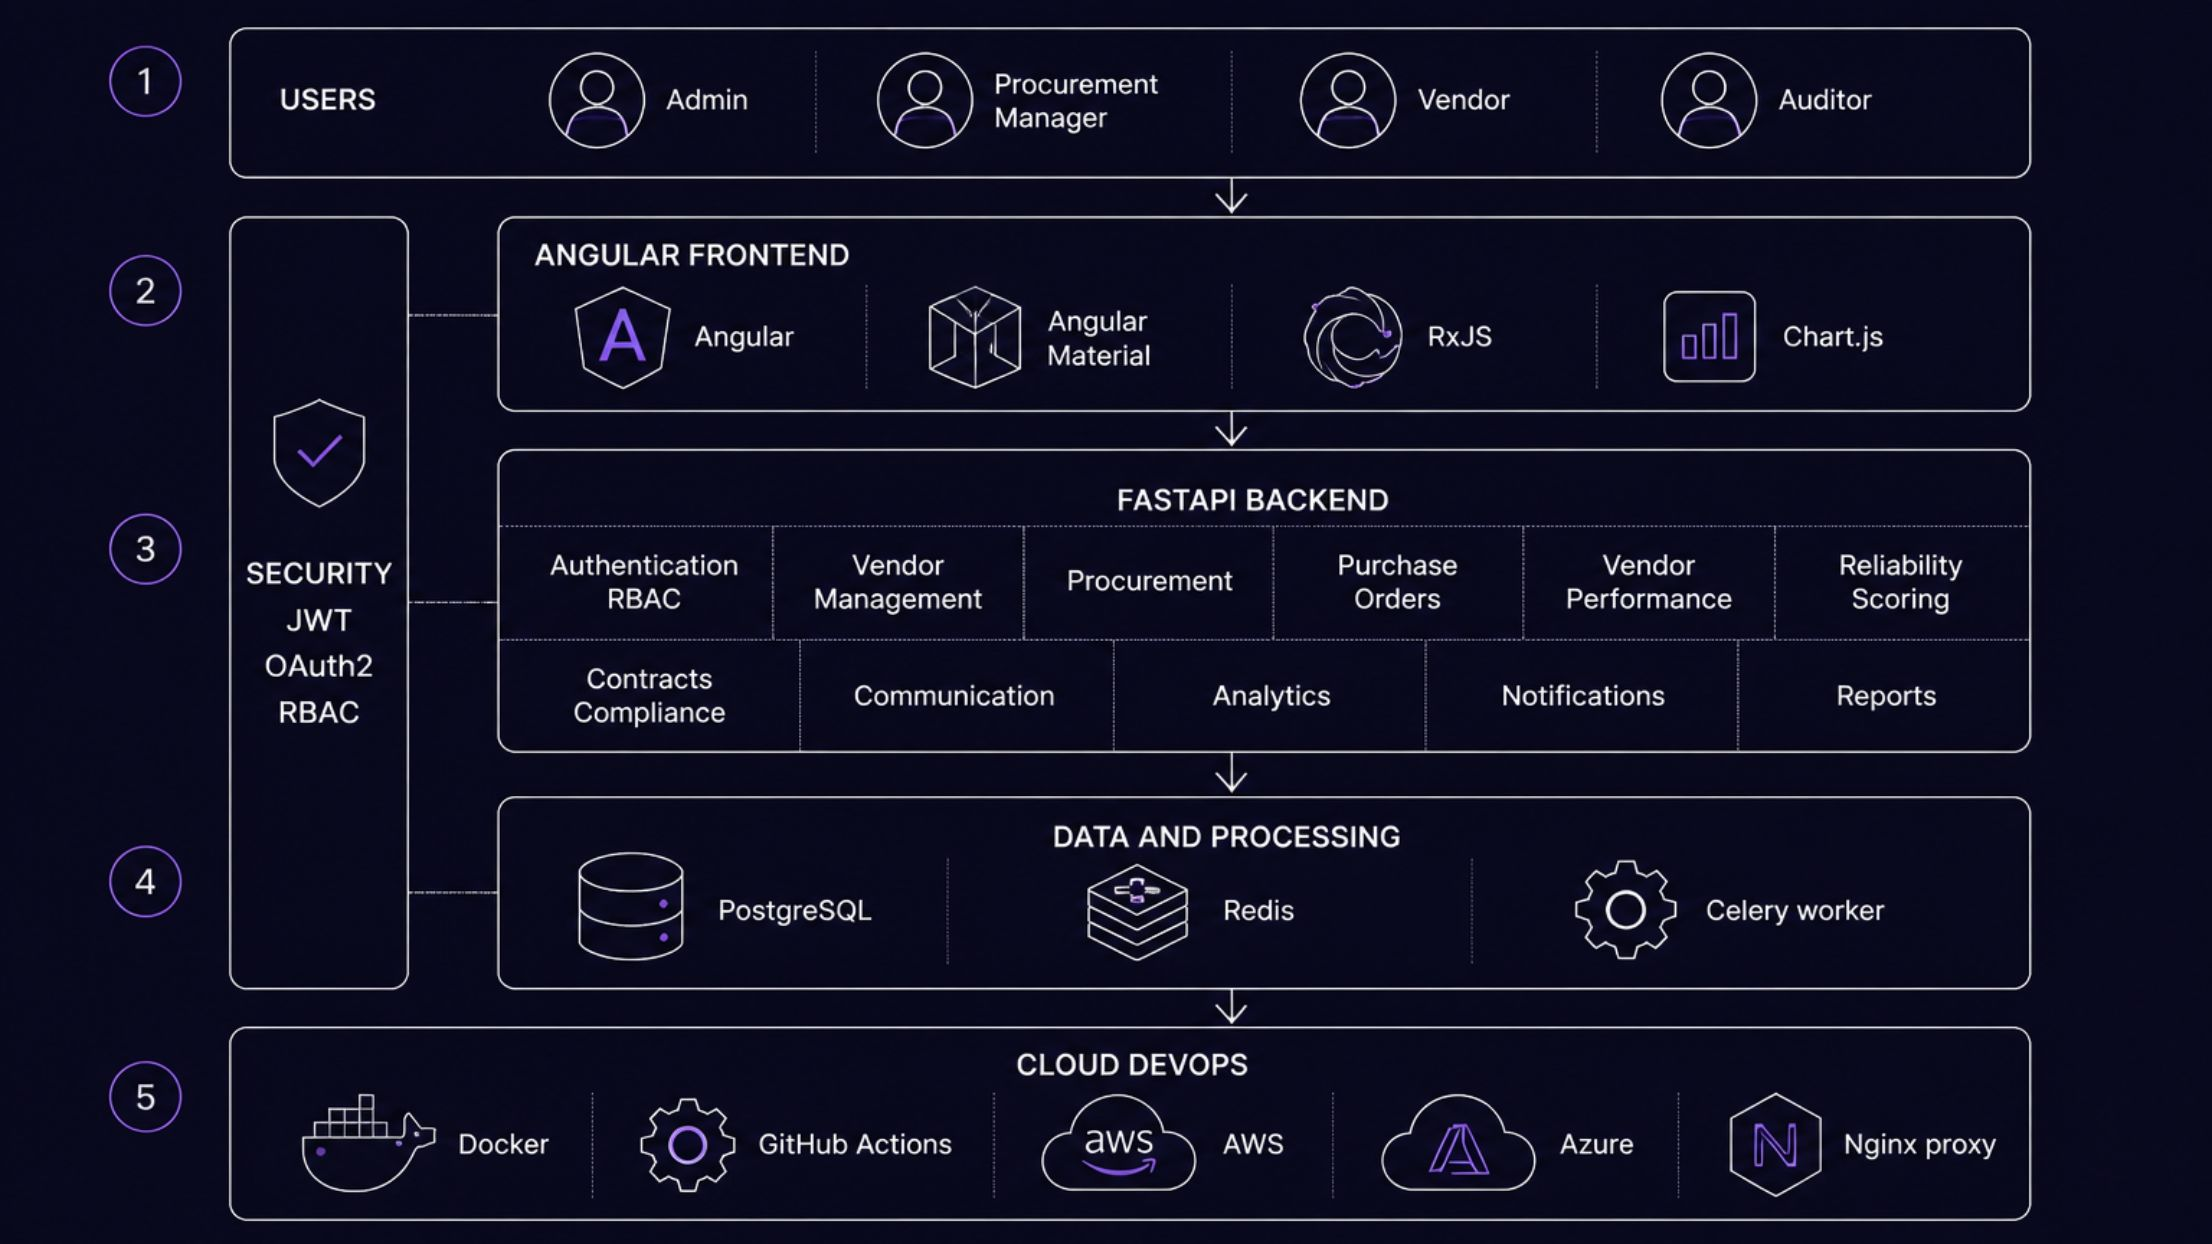 1
USERS
Admin
Procurement
Manager
Vendor
Auditor
2
ANGULAR FRONTEND
A
Angular
Angular
Material
RxJS
Chart.js
3
SECURITY
JWT
OAuth2
RBAC
FASTAPI BACKEND
Authentication
RBAC
Vendor
Management
Procurement
Purchase
Orders
Vendor
Performance
Reliability
Scoring
Contracts
Compliance
Communication
Analytics
Notifications
Reports
4
DATA AND PROCESSING
PostgreSQL
Redis
Celery worker
5
CLOUD DEVOPS
Docker
GitHub Actions
aws
AWS
A
Azure
N
Nginx proxy